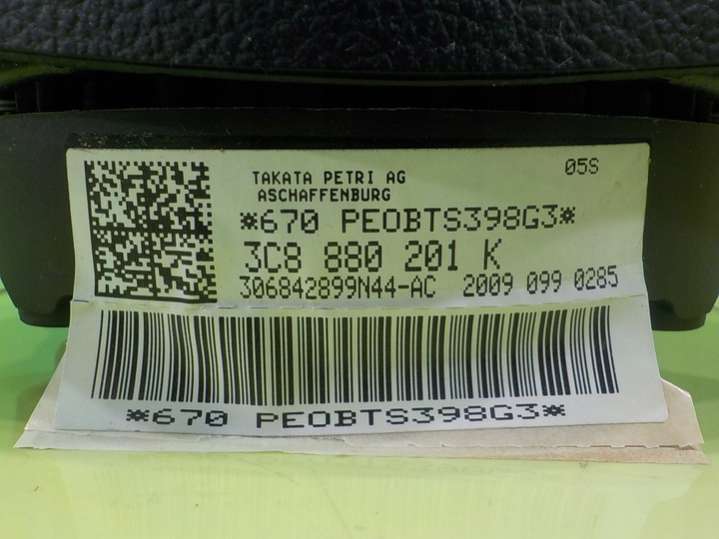 05S
TAKATA PETRI AG
ASCHAFFENBURG
*670 PEOBTS398G3*
3C8 880 201 K
306842899N44-AC 2009 099 0285
*670 PEOBTS398G3*